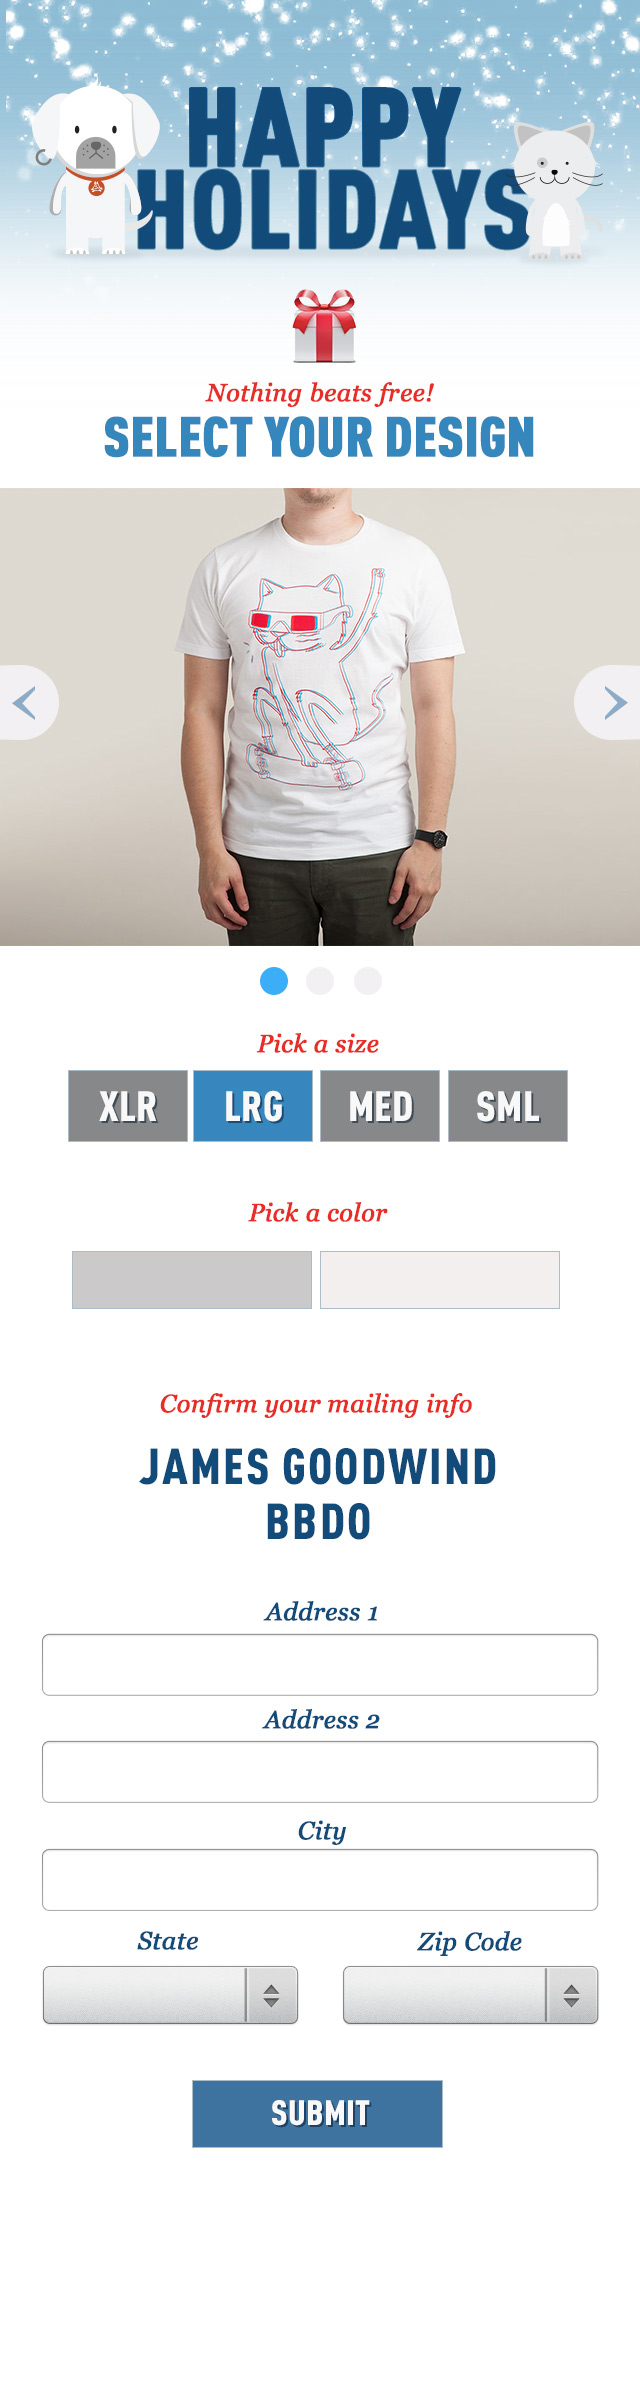 HAPPY
HOLIDAYS
Nothing beats free!
SELECT YOUR DESIGN
Pick a size
XLR LRG MED SML
Pick a color
Confirm your mailing info
JAMES GOODWIND
BBDO
Address 1
Address 2
City
State Zip Code
SUBMIT